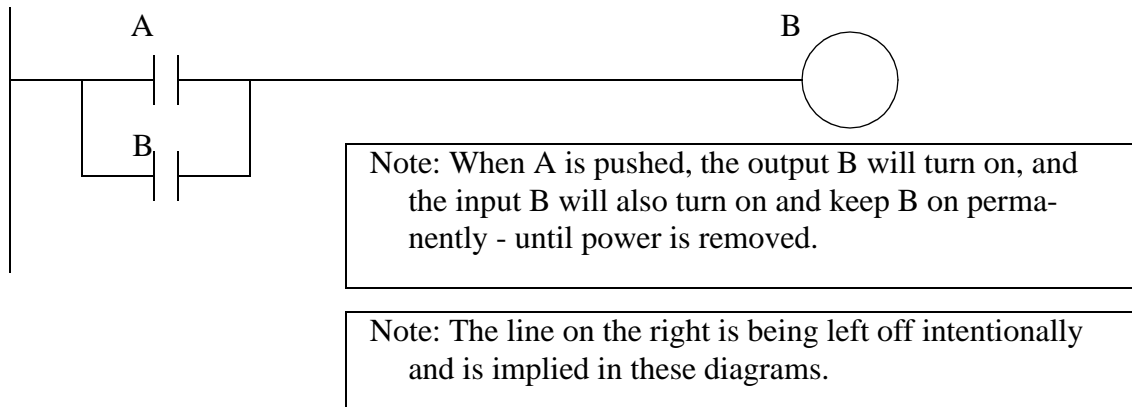 A
B
B
Note: When A is pushed, the output B will turn on, and
the input B will also turn on and keep B on perma-
nently - until power is removed.
Note: The line on the right is being left off intentionally
and is implied in these diagrams.